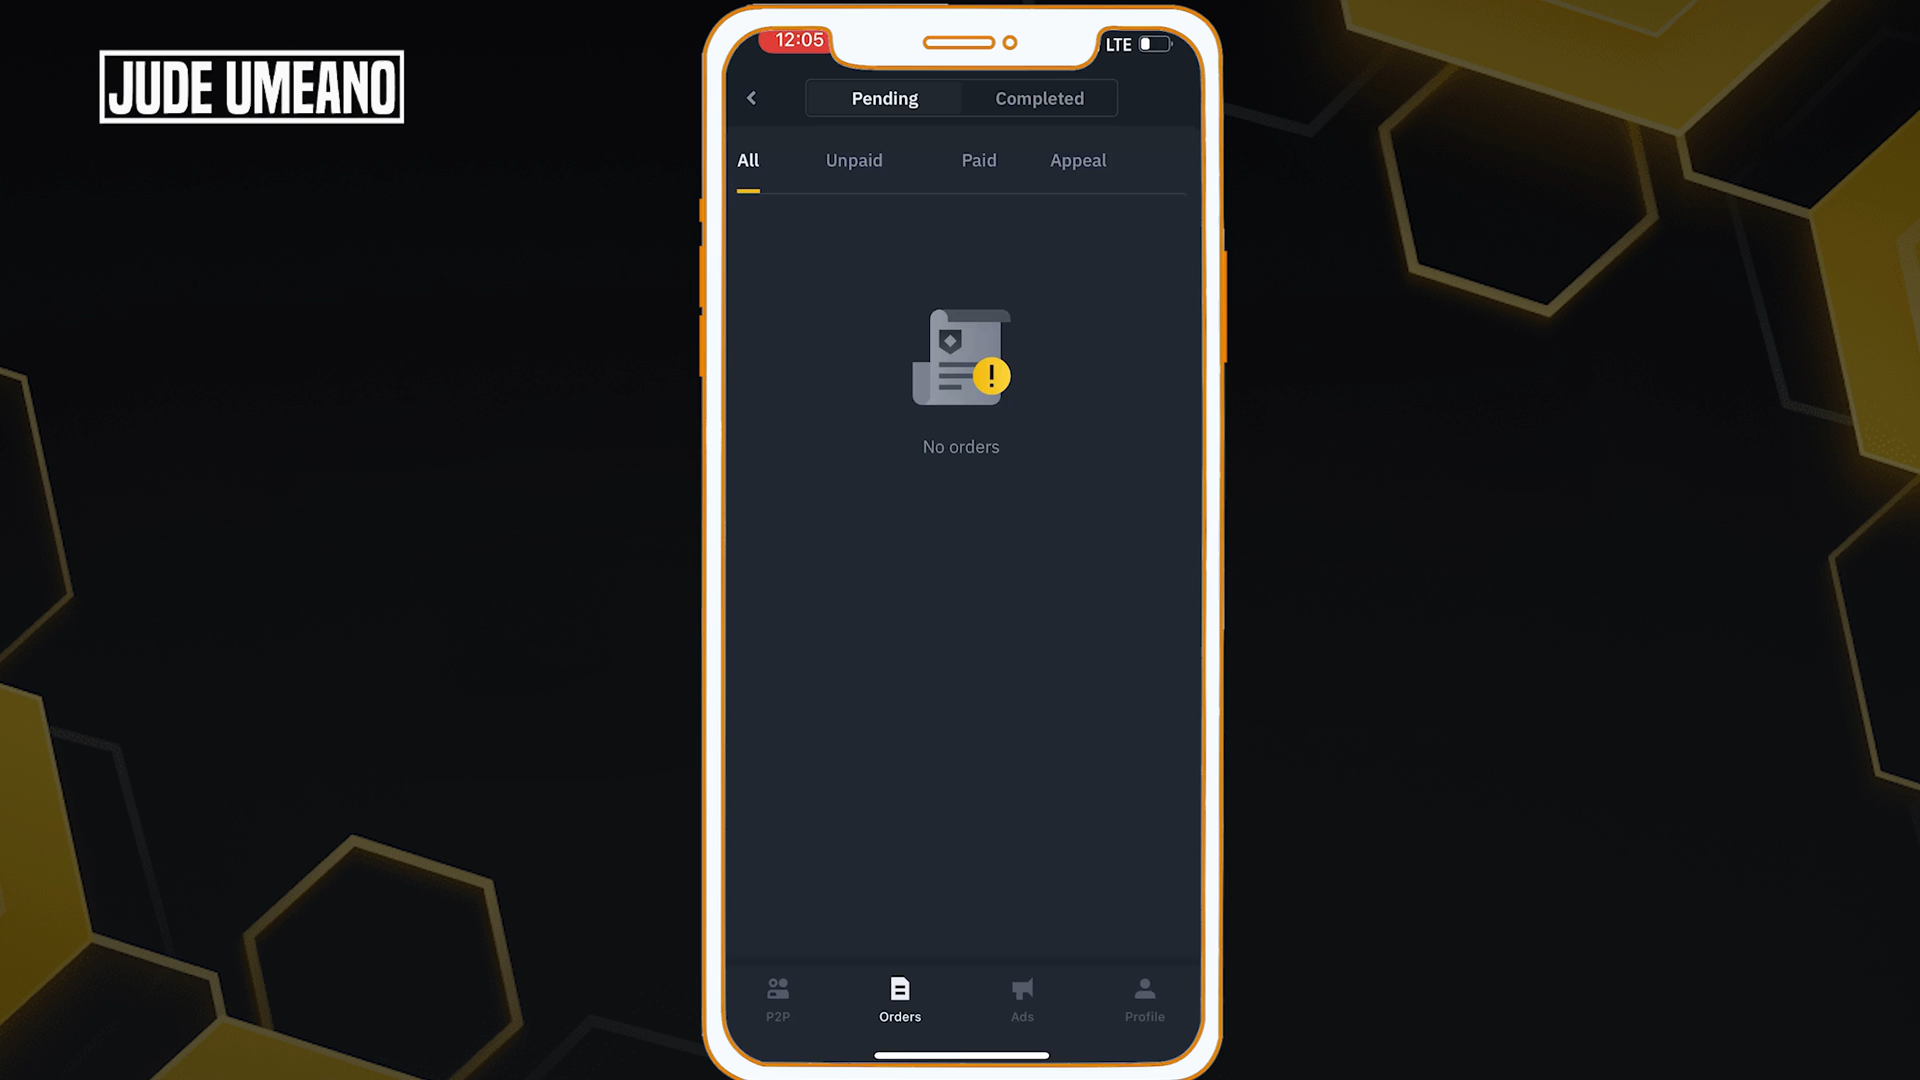 JUDE UMEANO
12:05
LTE
Pending Completed
All Unpaid Paid Appeal
No orders
P2P Orders Ads Profile